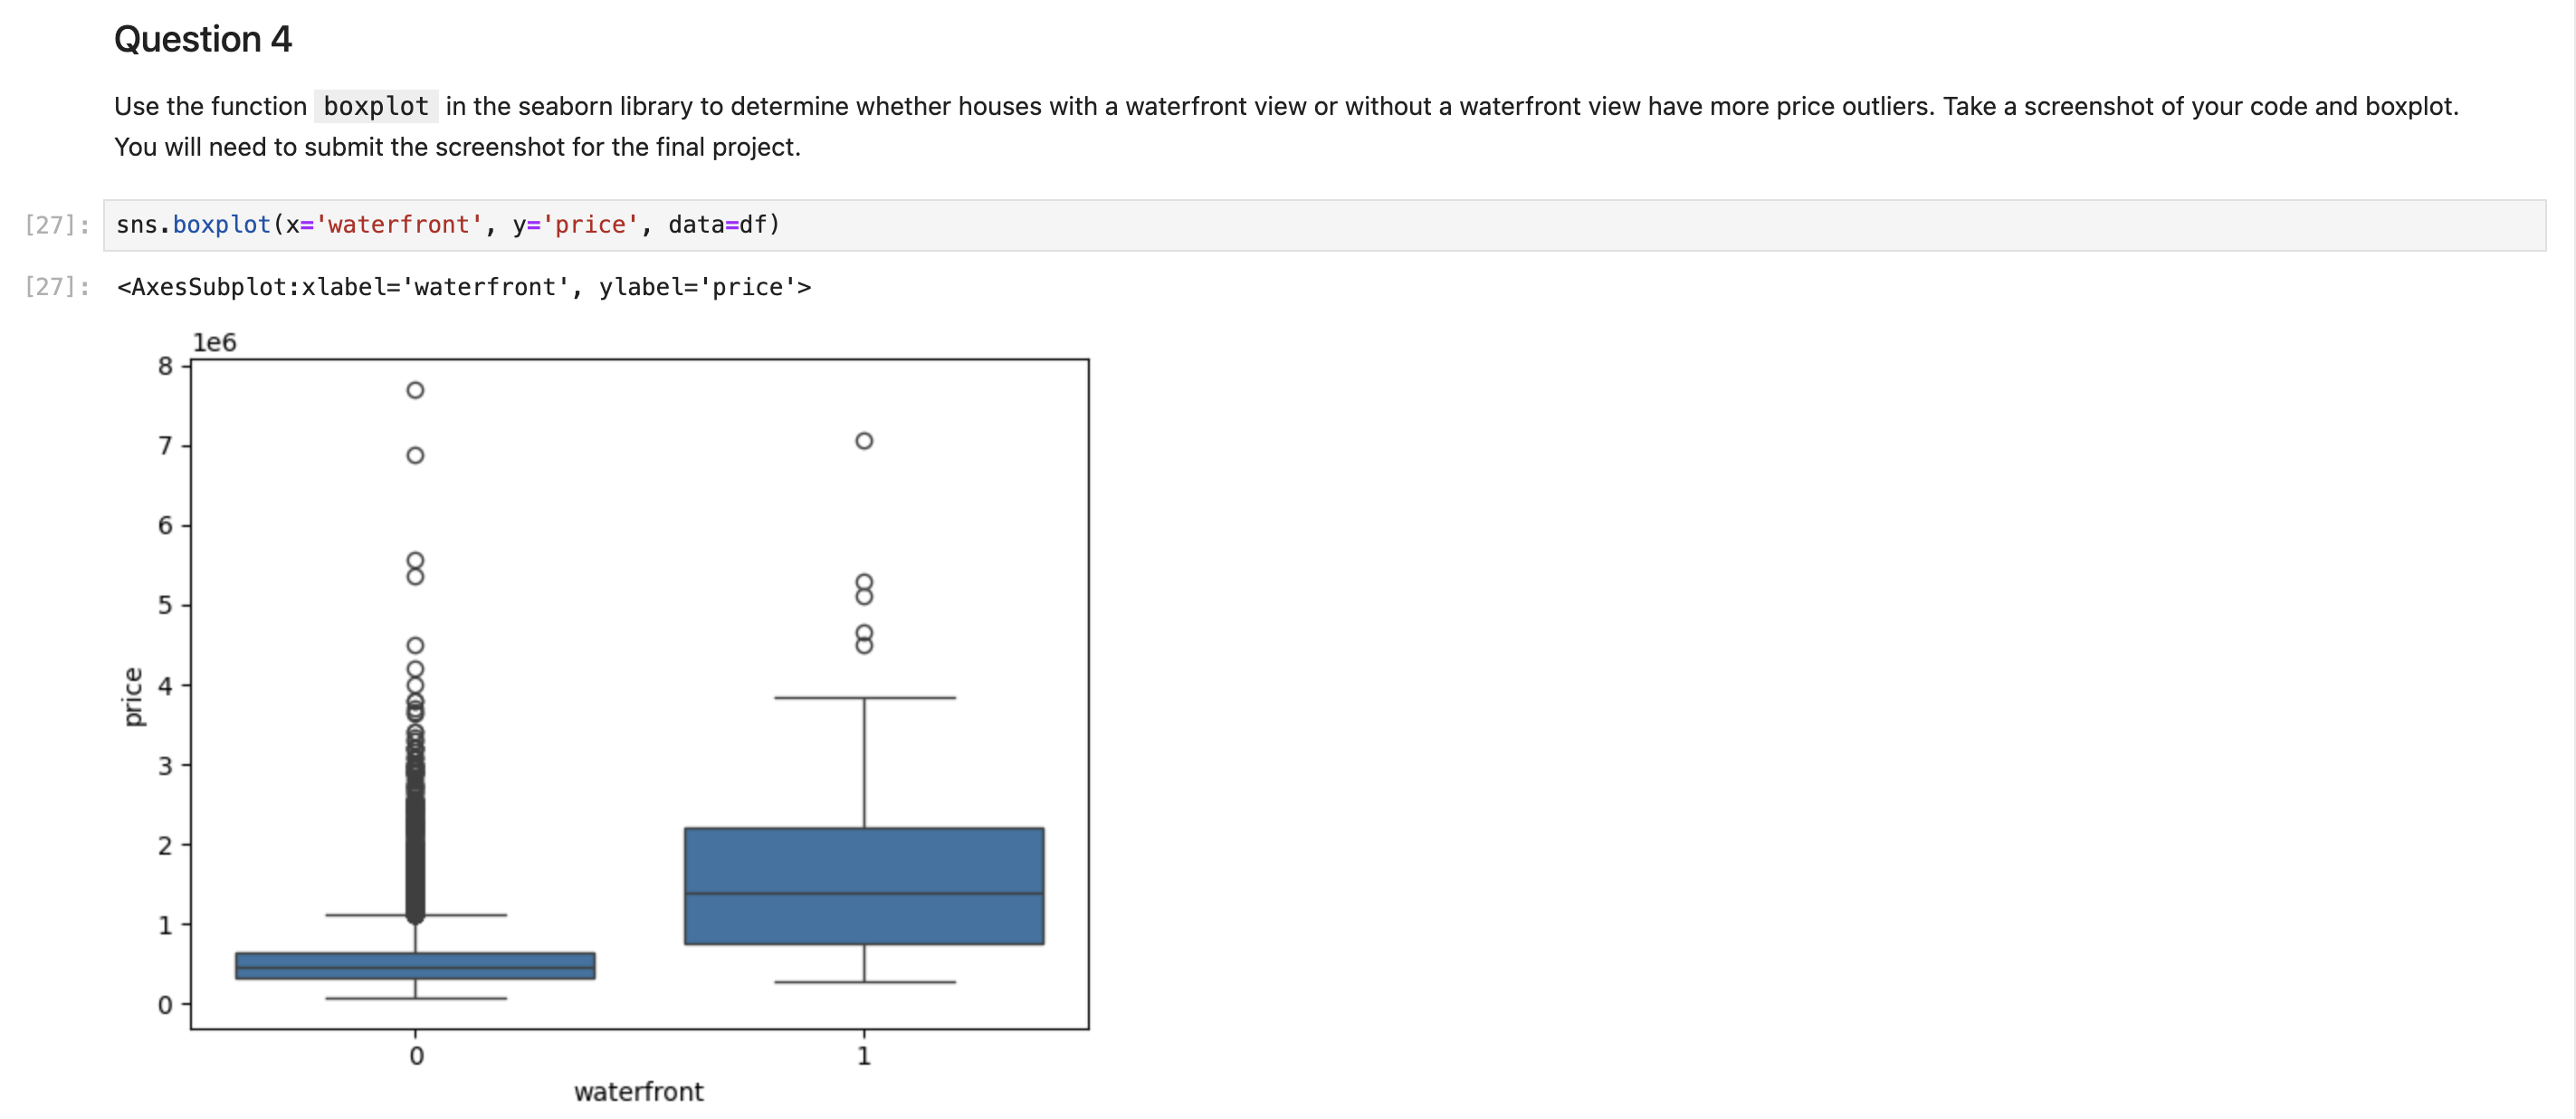 Question 4
Use the function boxplot in the seaborn library to determine whether houses with a waterfront view or without a waterfront view have more price outliers. Take a screenshot of your code and boxplot.
You will need to submit the screenshot for the final project.
[27]: sns.boxplot(x='waterfront', y='price', data=df)
[27]: <AxesSubplot:xlabel='waterfront', ylabel='price'>
1e6
8
7
6
5
4
3
2
1
0
price
0 1
waterfront